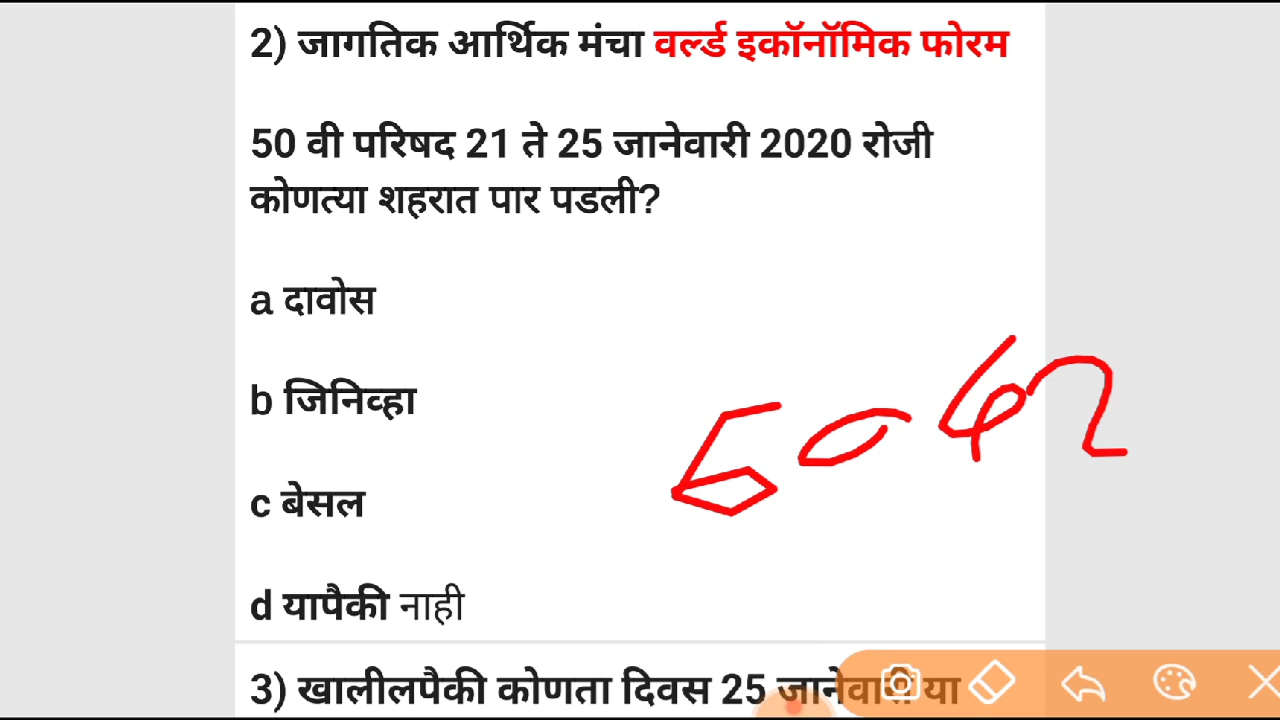 2) जागतिक आर्थिक मंचा वर्ल्ड इकॉनॉमिक फोरम
50 वी परिषद 21 ते 25 जानेवारी 2020 रोजी
कोणत्या शहरात पार पडली?
a दावोस
b जिनिव्हा
c बेसल
d यापैकी नाही
50
3) खालीलपैकी कोणता दिवस 25 जानेवारी या